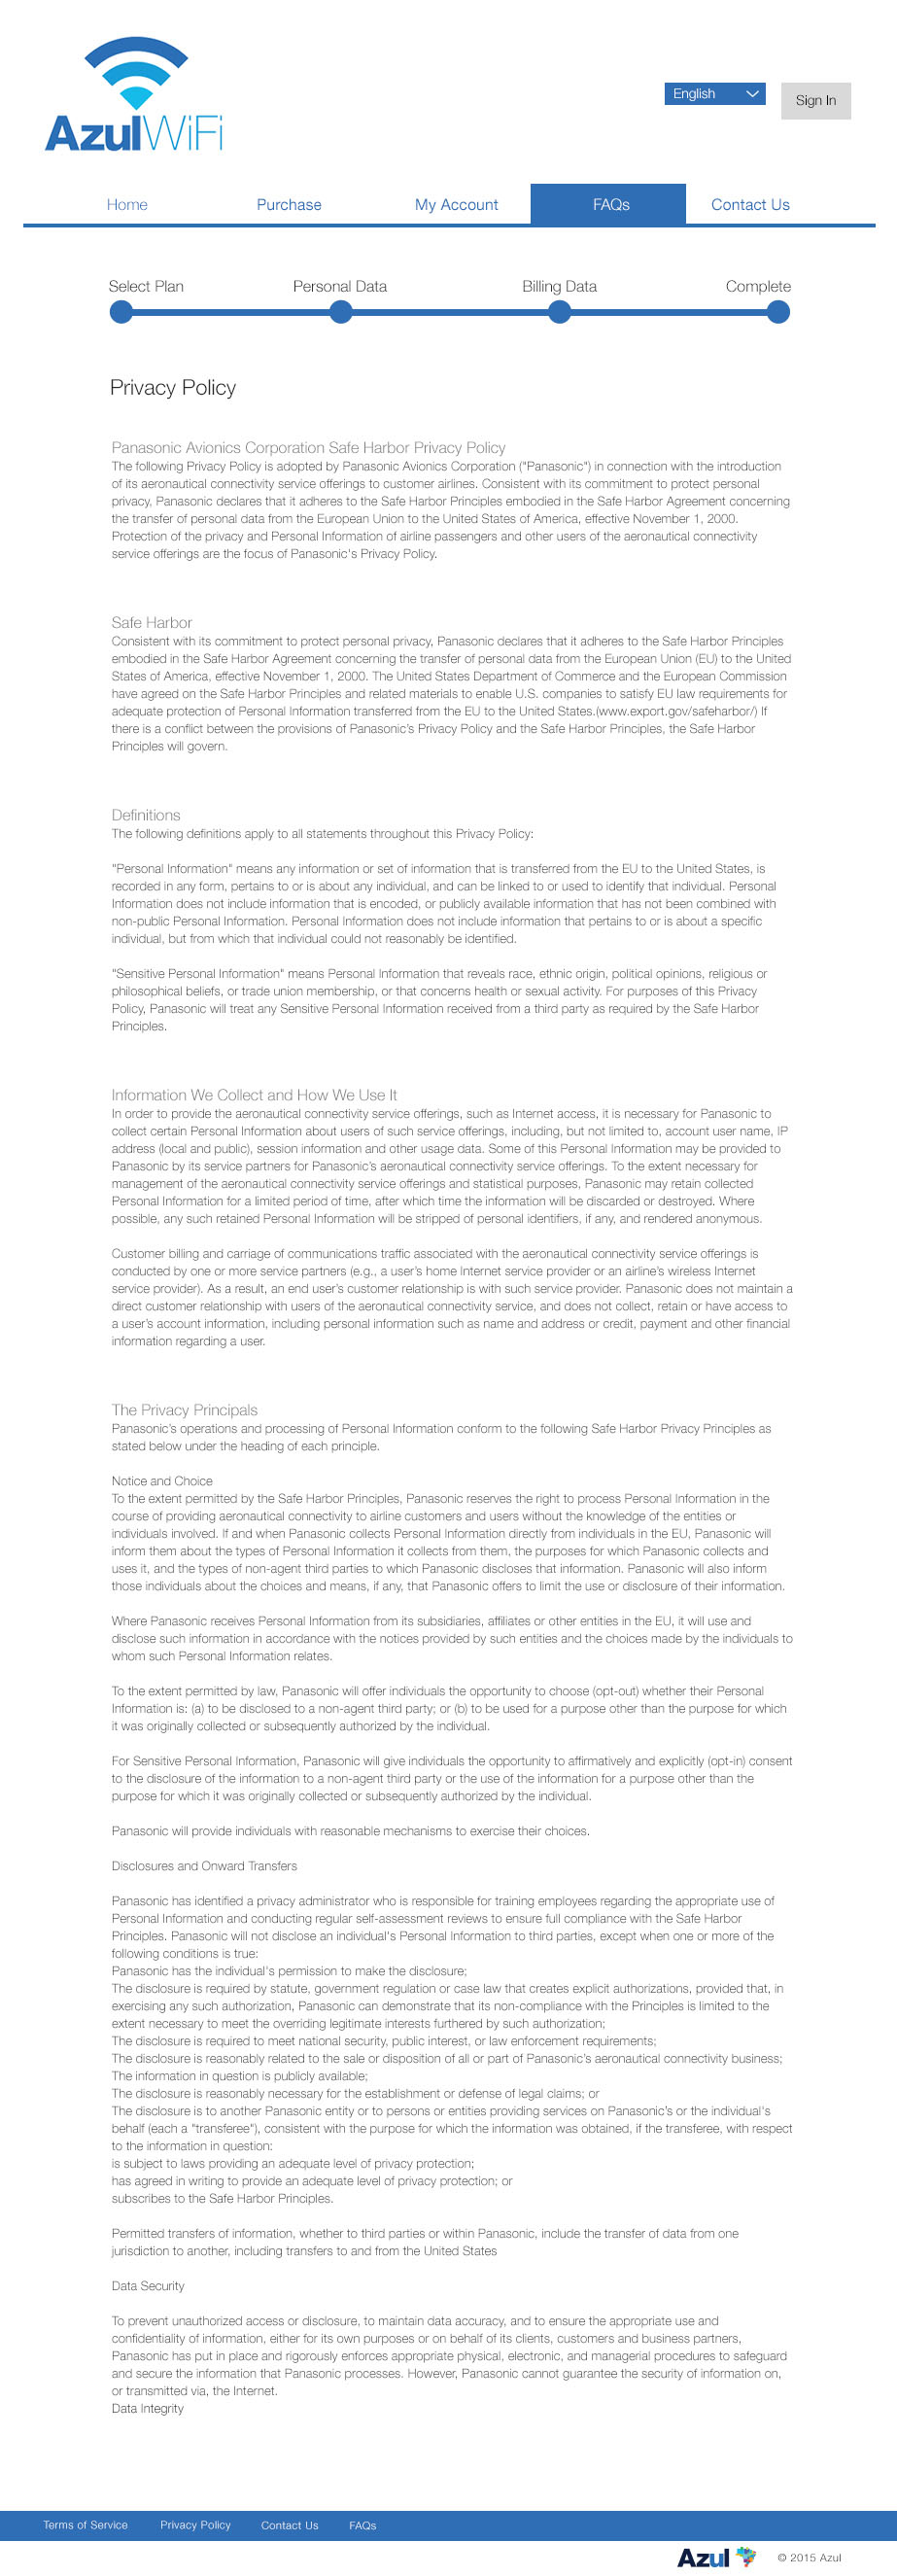 AzulWiFi
English
Sign In
Home Purchase My Account FAQs Contact Us
Select Plan Personal Data Billing Data Complete
Privacy Policy
Panasonic Avionics Corporation Safe Harbor Privacy Policy
The following Privacy Policy is adopted by Panasonic Avionics Corporation ("Panasonic") in connection with the introduction
of its aeronautical connectivity service offerings to customer airlines. Consistent with its commitment to protect personal
privacy, Panasonic declares that it adheres to the Safe Harbor Principles embodied in the Safe Harbor Agreement concerning
the transfer of personal data from the European Union to the United States of America, effective November 1, 2000.
Protection of the privacy and Personal Information of airline passengers and other users of the aeronautical connectivity
service offerings are the focus of Panasonic's Privacy Policy.
Safe Harbor
Consistent with its commitment to protect personal privacy, Panasonic declares that it adheres to the Safe Harbor Principles
embodied in the Safe Harbor Agreement concerning the transfer of personal data from the European Union (EU) to the United
States of America, effective November 1, 2000. The United States Department of Commerce and the European Commission
have agreed on the Safe Harbor Principles and related materials to enable U.S. companies to satisfy EU law requirements for
adequate protection of Personal Information transferred from the EU to the United States.(www.export.gov/safeharbor/) If
there is a conflict between the provisions of Panasonic’s Privacy Policy and the Safe Harbor Principles, the Safe Harbor
Principles will govern.
Definitions
The following definitions apply to all statements throughout this Privacy Policy:
"Personal Information" means any information or set of information that is transferred from the EU to the United States, is
recorded in any form, pertains to or is about any individual, and can be linked to or used to identify that individual. Personal
Information does not include information that is encoded, or publicly available information that has not been combined with
non-public Personal Information. Personal Information does not include information that pertains to or is about a specific
individual, but from which that individual could not reasonably be identified.
"Sensitive Personal Information" means Personal Information that reveals race, ethnic origin, political opinions, religious or
philosophical beliefs, or trade union membership, or that concerns health or sexual activity. For purposes of this Privacy
Policy, Panasonic will treat any Sensitive Personal Information received from a third party as required by the Safe Harbor
Principles.
Information We Collect and How We Use It
In order to provide the aeronautical connectivity service offerings, such as Internet access, it is necessary for Panasonic to
collect certain Personal Information about users of such service offerings, including, but not limited to, account user name, IP
address (local and public), session information and other usage data. Some of this Personal Information may be provided to
Panasonic by its service partners for Panasonic’s aeronautical connectivity service offerings. To the extent necessary for
management of the aeronautical connectivity service offerings and statistical purposes, Panasonic may retain collected
Personal Information for a limited period of time, after which time the information will be discarded or destroyed. Where
possible, any such retained Personal Information will be stripped of personal identifiers, if any, and rendered anonymous.
Customer billing and carriage of communications traffic associated with the aeronautical connectivity service offerings is
conducted by one or more service partners (e.g., a user’s home Internet service provider or an airline’s wireless Internet
service provider). As a result, an end user’s customer relationship is with such service provider. Panasonic does not maintain a
direct customer relationship with users of the aeronautical connectivity service, and does not collect, retain or have access to
a user’s account information, including personal information such as name and address or credit, payment and other financial
information regarding a user.
The Privacy Principals
Panasonic’s operations and processing of Personal Information conform to the following Safe Harbor Privacy Principles as
stated below under the heading of each principle.
Notice and Choice
To the extent permitted by the Safe Harbor Principles, Panasonic reserves the right to process Personal Information in the
course of providing aeronautical connectivity to airline customers and users without the knowledge of the entities or
individuals involved. If and when Panasonic collects Personal Information directly from individuals in the EU, Panasonic will
inform them about the types of Personal Information it collects from them, the purposes for which Panasonic collects and
uses it, and the types of non-agent third parties to which Panasonic discloses that information. Panasonic will also inform
those individuals about the choices and means, if any, that Panasonic offers to limit the use or disclosure of their information.
Where Panasonic receives Personal Information from its subsidiaries, affiliates or other entities in the EU, it will use and
disclose such information in accordance with the notices provided by such entities and the choices made by the individuals to
whom such Personal Information relates.
To the extent permitted by law, Panasonic will offer individuals the opportunity to choose (opt-out) whether their Personal
Information is: (a) to be disclosed to a non-agent third party; or (b) to be used for a purpose other than the purpose for which
it was originally collected or subsequently authorized by the individual.
For Sensitive Personal Information, Panasonic will give individuals the opportunity to affirmatively and explicitly (opt-in) consent
to the disclosure of the information to a non-agent third party or the use of the information for a purpose other than the
purpose for which it was originally collected or subsequently authorized by the individual.
Panasonic will provide individuals with reasonable mechanisms to exercise their choices.
Disclosures and Onward Transfers
Panasonic has identified a privacy administrator who is responsible for training employees regarding the appropriate use of
Personal Information and conducting regular self-assessment reviews to ensure full compliance with the Safe Harbor
Principles. Panasonic will not disclose an individual's Personal Information to third parties, except when one or more of the
following conditions is true:
Panasonic has the individual's permission to make the disclosure;
The disclosure is required by statute, government regulation or case law that creates explicit authorizations, provided that, in
exercising any such authorization, Panasonic can demonstrate that its non-compliance with the Principles is limited to the
extent necessary to meet the overriding legitimate interests furthered by such authorization;
The disclosure is required to meet national security, public interest, or law enforcement requirements;
The disclosure is reasonably related to the sale or disposition of all or part of Panasonic’s aeronautical connectivity business;
The information in question is publicly available;
The disclosure is reasonably necessary for the establishment or defense of legal claims; or
The disclosure is to another Panasonic entity or to persons or entities providing services on Panasonic’s or the individual's
behalf (each a "transferee"), consistent with the purpose for which the information was obtained, if the transferee, with respect
to the information in question:
is subject to laws providing an adequate level of privacy protection;
has agreed in writing to provide an adequate level of privacy protection; or
subscribes to the Safe Harbor Principles.
Permitted transfers of information, whether to third parties or within Panasonic, include the transfer of data from one
jurisdiction to another, including transfers to and from the United States
Data Security
To prevent unauthorized access or disclosure, to maintain data accuracy, and to ensure the appropriate use and
confidentiality of information, either for its own purposes or on behalf of its clients, customers and business partners,
Panasonic has put in place and rigorously enforces appropriate physical, electronic, and managerial procedures to safeguard
and secure the information that Panasonic processes. However, Panasonic cannot guarantee the security of information on,
or transmitted via, the Internet.
Data Integrity
Terms of Service Privacy Policy Contact Us FAQs
Azul © 2015 Azul